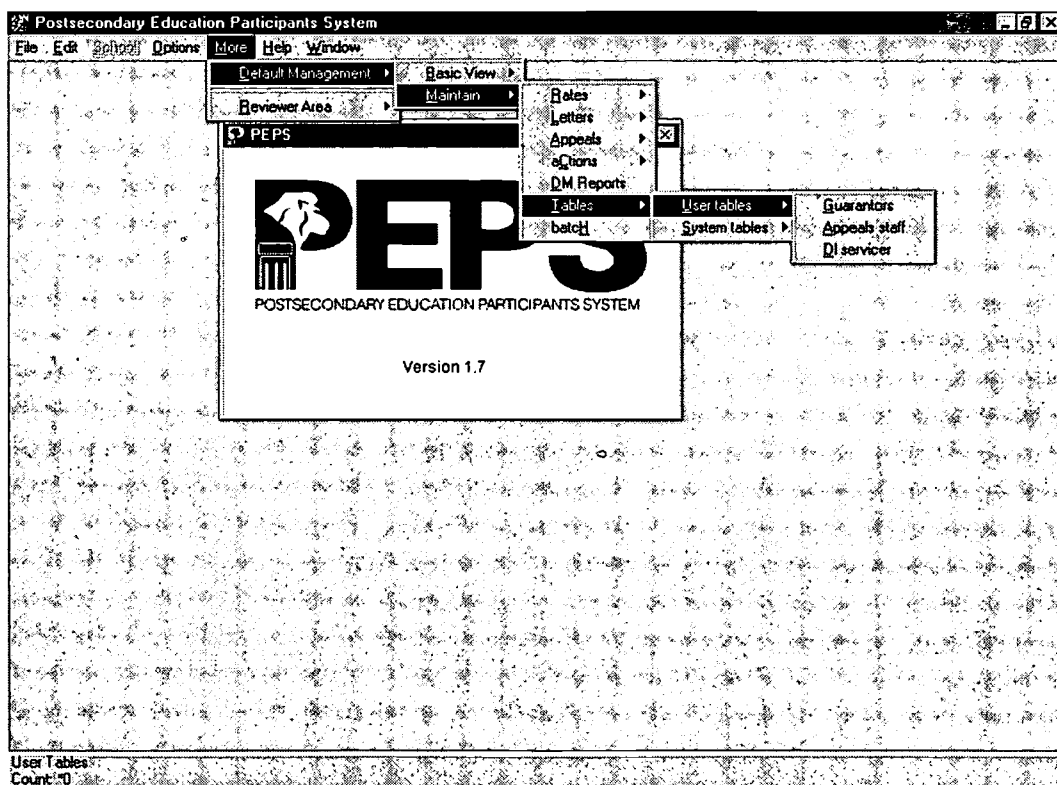 Postsecondary Education Participants System
File Edit School Options More Help Window
Default Management
Reviewer Area
Basic View
Maintain
Rates
Letters
Appeals
aCtions
DM Reports
Tables
batcH
User tables
System tables
Guarantors
Appeals staff
DI servicer
PEPS
PEPS
POSTSECONDARY EDUCATION PARTICIPANTS SYSTEM
Version 1.7
User Tables
Count: *0